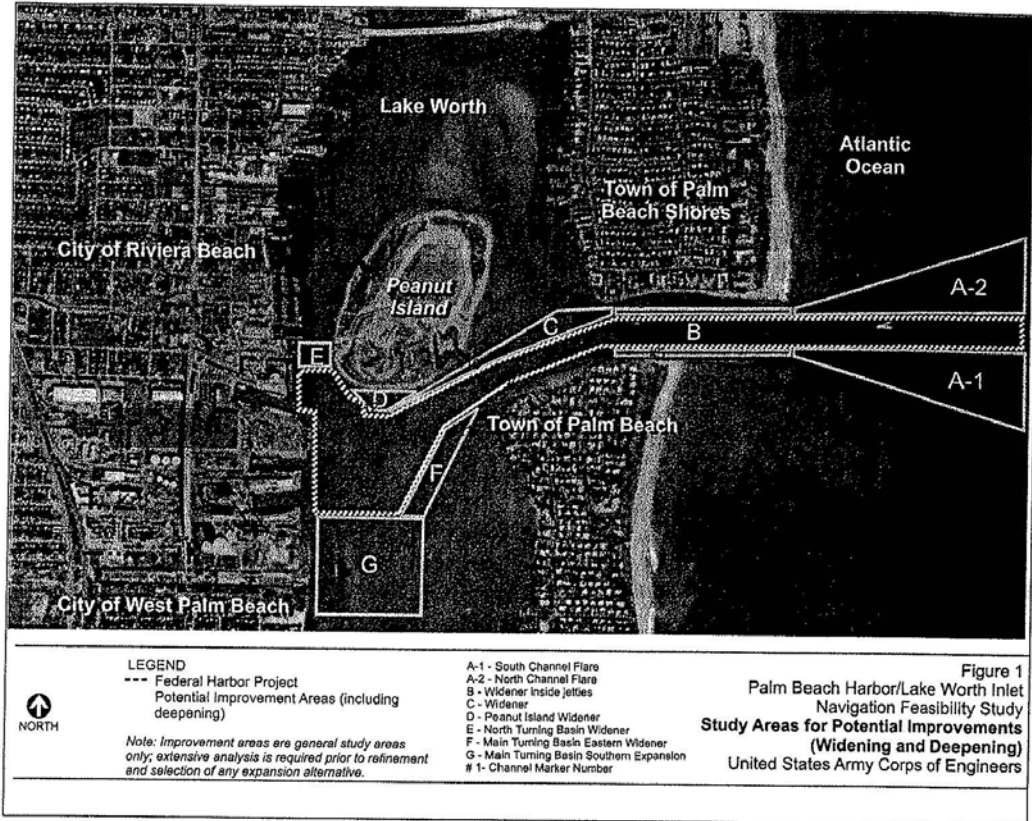 Lake Worth
Atlantic
Ocean
Town of Palm
Beach Shores
City of Riviera Beach
Peanut
Island
A-2
C
B
E
D
A-1
Town of Palm Beach
F
G
City of West Palm Beach
NORTH
LEGEND
--- Federal Harbor Project
Potential Improvement Areas (including
deepening)
Note: Improvement areas are general study areas
only; extensive analysis is required prior to refinement
and selection of any expansion alternative.
A-1 - South Channel Flare
A-2 - North Channel Flare
B - Widener inside jetties
C - Widener
D - Peanut Island Widener
E - North Turning Basin Widener
F - Main Turning Basin Eastern Widener
G - Main Turning Basin Southern Expansion
# 1- Channel Marker Number
Figure 1
Palm Beach Harbor/Lake Worth Inlet
Navigation Feasibility Study
Study Areas for Potential Improvements
(Widening and Deepening)
United States Army Corps of Engineers